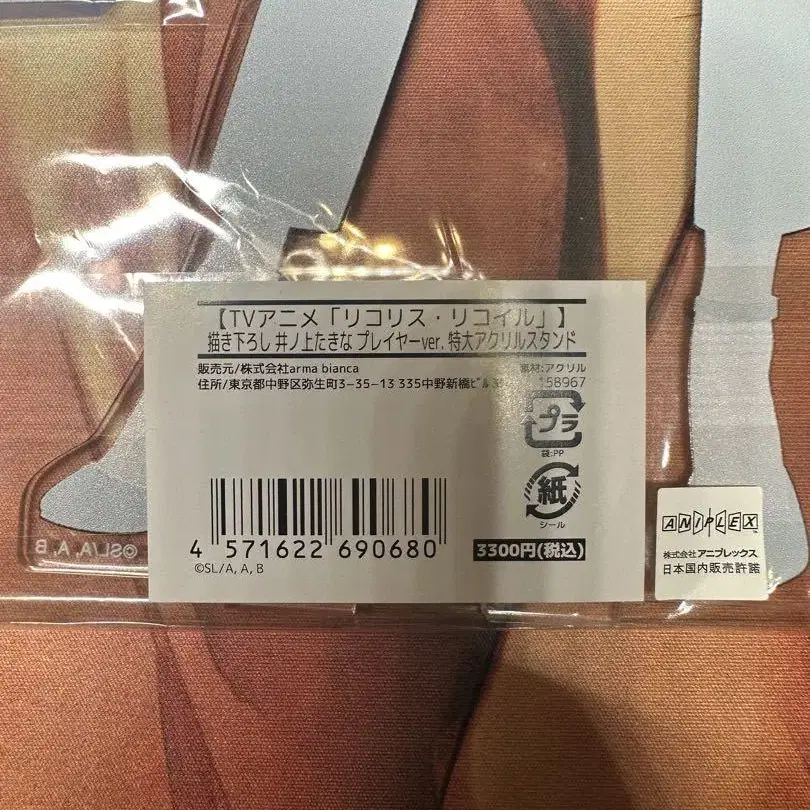 【TVアニメ「リコリス・リコイル」】
描き下ろし 井ノ上たきな プレイヤーver. 特大アクリルスタンド
販売元/株式会社arma bianca
素材:アクリル
住所/東京都中野区弥生町3−35−13 335中野新橋ﾋﾞﾙ
158967
プラ
袋:PP
紙
シール
4 571622 690680
3300円(税込)
©SL/A, A, B
©SL/A, A, B
ANIPLEX
株式会社 アニプレックス
日本国内販売許諾